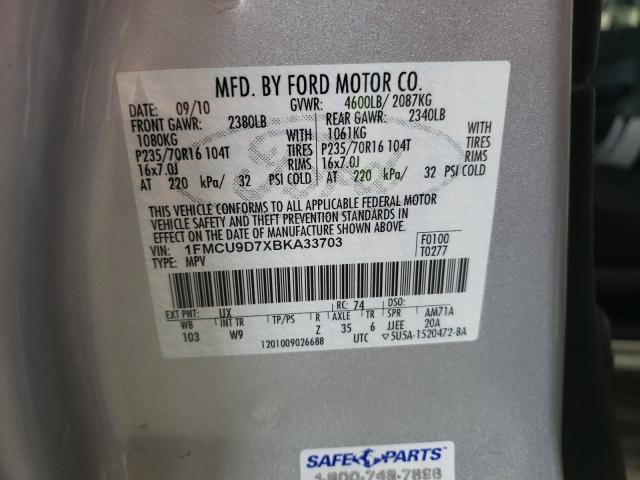 MFD. BY FORD MOTOR CO.
DATE: 09/10 GVWR: 4600LB/ 2087KG
FRONT GAWR: 2380LB REAR GAWR: 2340LB
1080KG WITH 1061KG WITH
P235/70R16 104T TIRES P235/70R16 104T TIRES
16x7.0J RIMS 16x7.0J RIMS
AT 220 kPa/ 32 PSI COLD AT 220 kPa/ 32 PSI COLD
THIS VEHICLE CONFORMS TO ALL APPLICABLE FEDERAL MOTOR
VEHICLE SAFETY AND THEFT PREVENTION STANDARDS IN
EFFECT ON THE DATE OF MANUFACTURE SHOWN ABOVE.
VIN: 1FMCU9D7XBKA33703 F0100
TYPE: MPV T0277
EXT PNT: UX RC: 74 DSO:
WB INT TR TP/PS R AXLE TR SPR AM71A
103 W9 Z 35 6 JJEE 20A
1201009026688 UTC ▽5U5A-1520472-BA
Ford
SAFE PARTS
1-800-748-7896